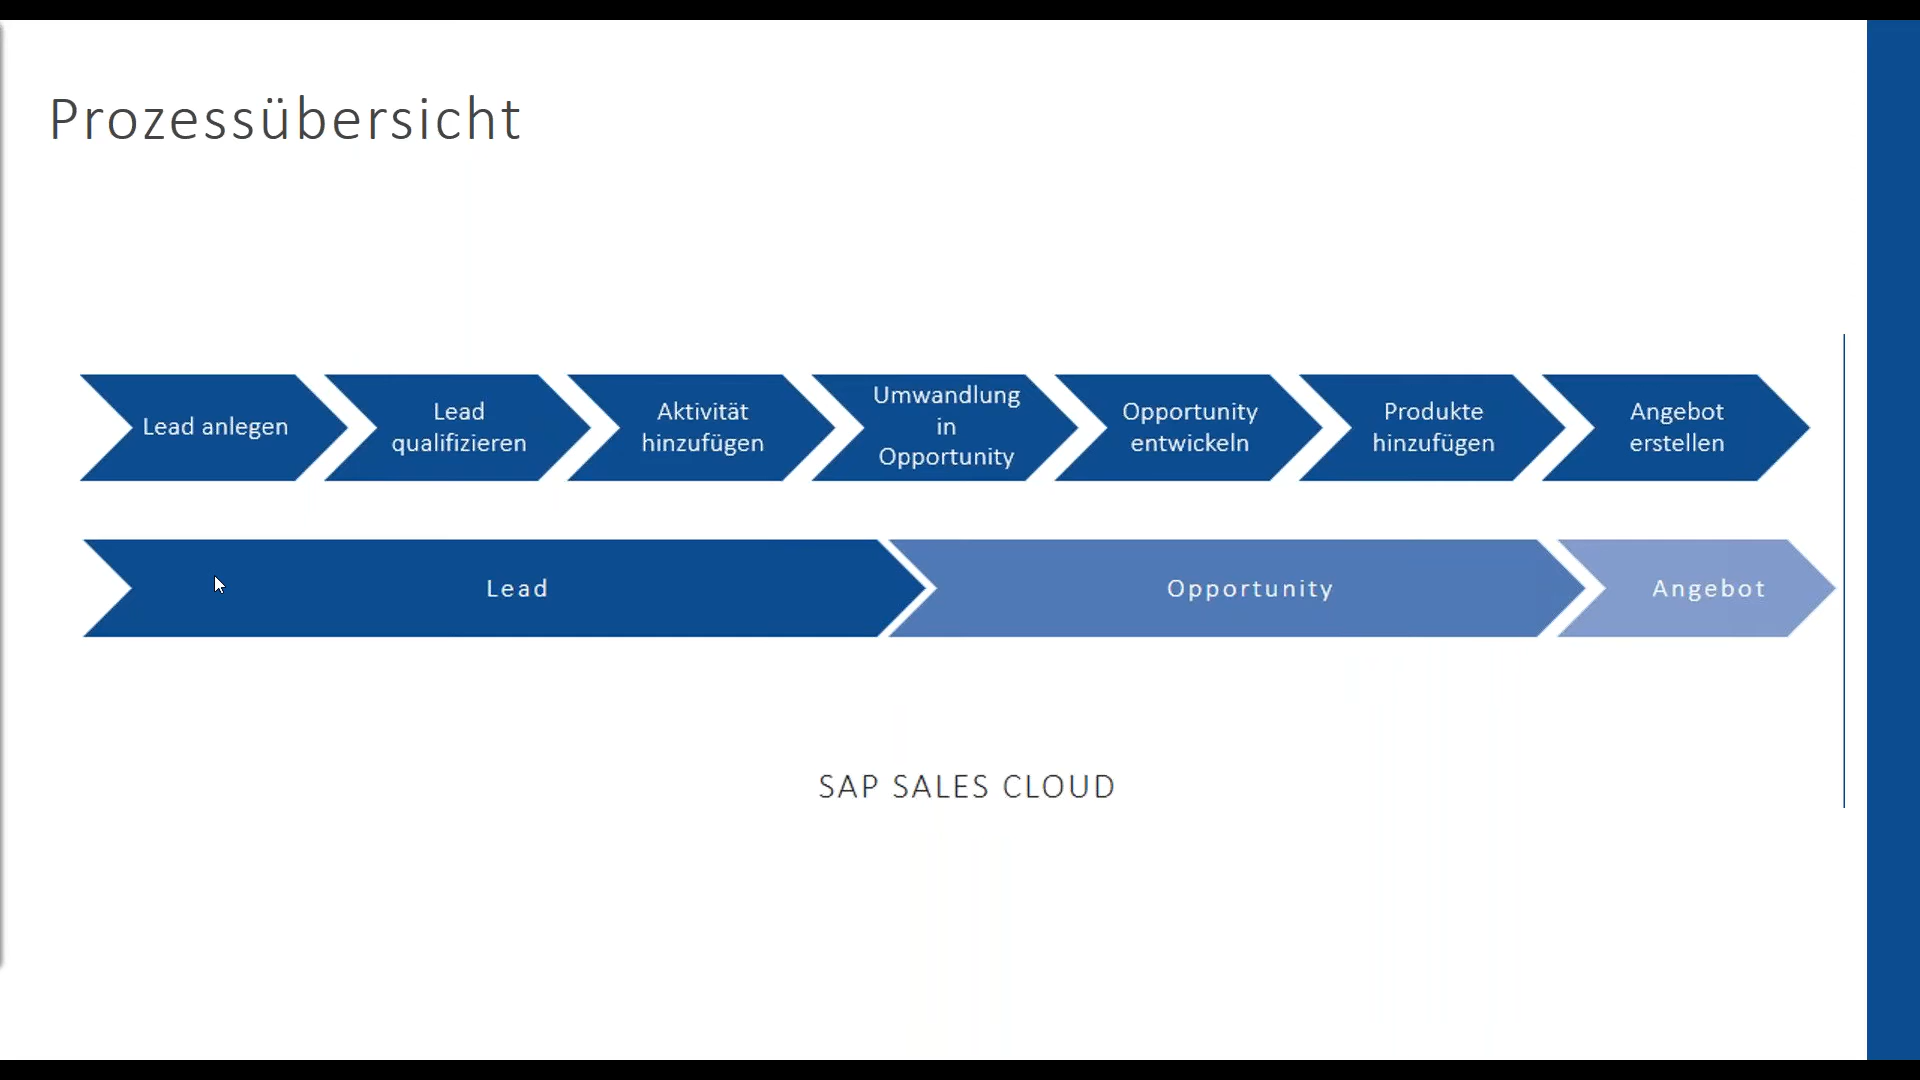 Prozessübersicht
Lead anlegen
Lead
qualifizieren
Aktivität
hinzufügen
Umwandlung
in
Opportunity
Opportunity
entwickeln
Produkte
hinzufügen
Angebot
erstellen
Lead
Opportunity
Angebot
SAP SALES CLOUD